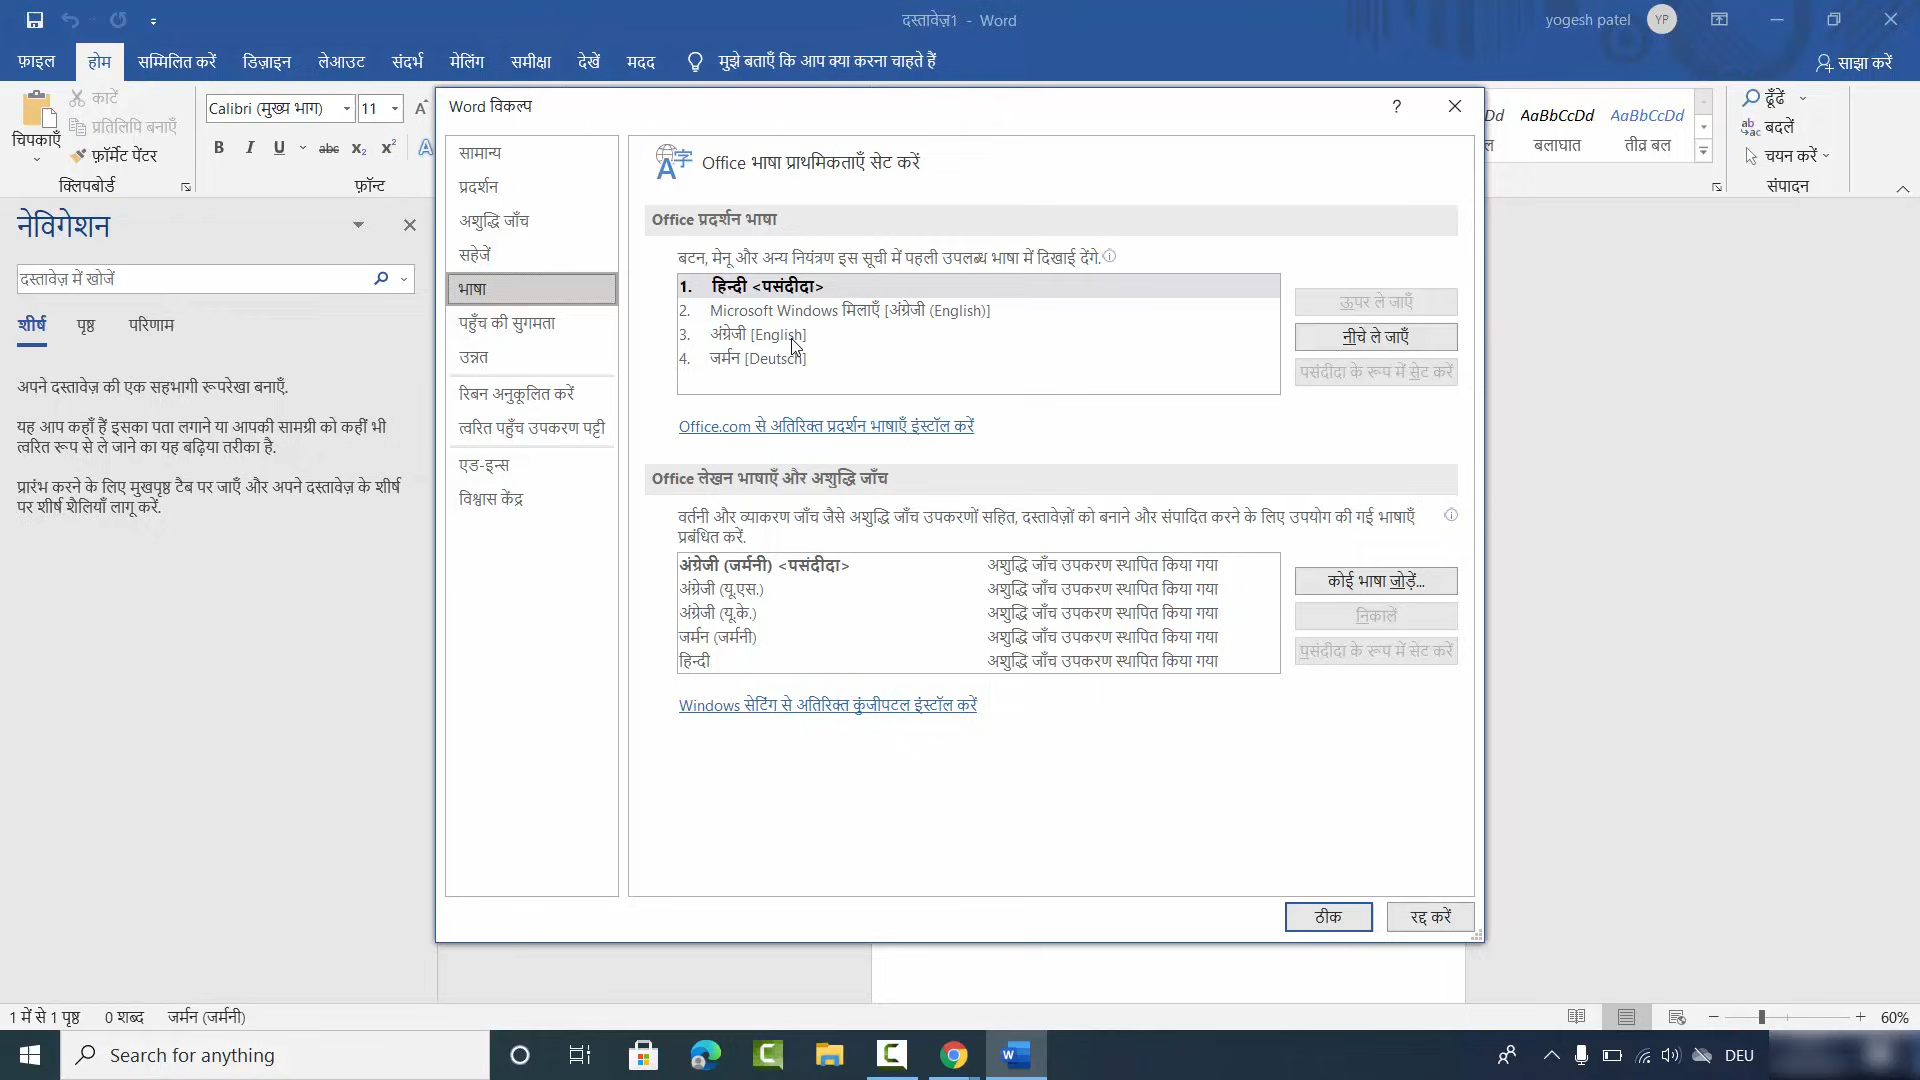 दस्तावेज़1 - Word
yogesh patel
YP
फ़ाइल होम सम्मिलित करें डिज़ाइन लेआउट संदर्भ मेलिंग समीक्षा देखें मदद मुझे बताएँ कि आप क्या करना चाहते हैं साझा करें
चिपकाएँ
काटें
प्रतिलिपि बनाएँ
फ़ॉर्मेट पेंटर
क्लिपबोर्ड
Calibri (मुख्य भाग) 11 A
B I U abc x₂ x² A
फ़ॉन्ट
AaBbCcDd AaBbCcDd
बलाघात तीव्र बल
ढूँढें
बदलें
चयन करें
संपादन
नेविगेशन
दस्तावेज़ में खोजें
शीर्ष पृष्ठ परिणाम
अपने दस्तावेज़ की एक सहभागी रूपरेखा बनाएँ.
यह आप कहाँ हैं इसका पता लगाने या आपकी सामग्री को कहीं भी
त्वरित रूप से ले जाने का यह बढ़िया तरीका है.
प्रारंभ करने के लिए मुखपृष्ठ टैब पर जाएँ और अपने दस्तावेज़ के शीर्ष
पर शीर्ष शैलियाँ लागू करें.
Word विकल्प
?
सामान्य
प्रदर्शन
अशुद्धि जाँच
सहेजें
भाषा
पहुँच की सुगमता
उन्नत
रिबन अनुकूलित करें
त्वरित पहुँच उपकरण पट्टी
एड-इन्स
विश्वास केंद्र
Office भाषा प्राथमिकताएँ सेट करें
Office प्रदर्शन भाषा
बटन, मेनू और अन्य नियंत्रण इस सूची में पहली उपलब्ध भाषा में दिखाई देंगे.
1. हिन्दी <पसंदीदा>
2. Microsoft Windows मिलाएँ [अंग्रेजी (English)]
3. अंग्रेजी [English]
4. जर्मन [Deutsch]
ऊपर ले जाएँ
नीचे ले जाएँ
पसंदीदा के रूप में सेट करें
Office.com से अतिरिक्त प्रदर्शन भाषाएँ इंस्टॉल करें
Office लेखन भाषाएँ और अशुद्धि जाँच
वर्तनी और व्याकरण जाँच जैसे अशुद्धि जाँच उपकरणों सहित, दस्तावेज़ों को बनाने और संपादित करने के लिए उपयोग की गई भाषाएँ
प्रबंधित करें.
अंग्रेजी (जर्मनी) <पसंदीदा> अशुद्धि जाँच उपकरण स्थापित किया गया
अंग्रेजी (यू.एस.) अशुद्धि जाँच उपकरण स्थापित किया गया
अंग्रेजी (यू.के.) अशुद्धि जाँच उपकरण स्थापित किया गया
जर्मन (जर्मनी) अशुद्धि जाँच उपकरण स्थापित किया गया
हिन्दी अशुद्धि जाँच उपकरण स्थापित किया गया
कोई भाषा जोड़ें...
निकालें
पसंदीदा के रूप में सेट करें
Windows सेटिंग से अतिरिक्त कुंजीपटल इंस्टॉल करें
ठीक रद्द करें
1 में से 1 पृष्ठ 0 शब्द जर्मन (जर्मनी)
60%
Search for anything
DEU